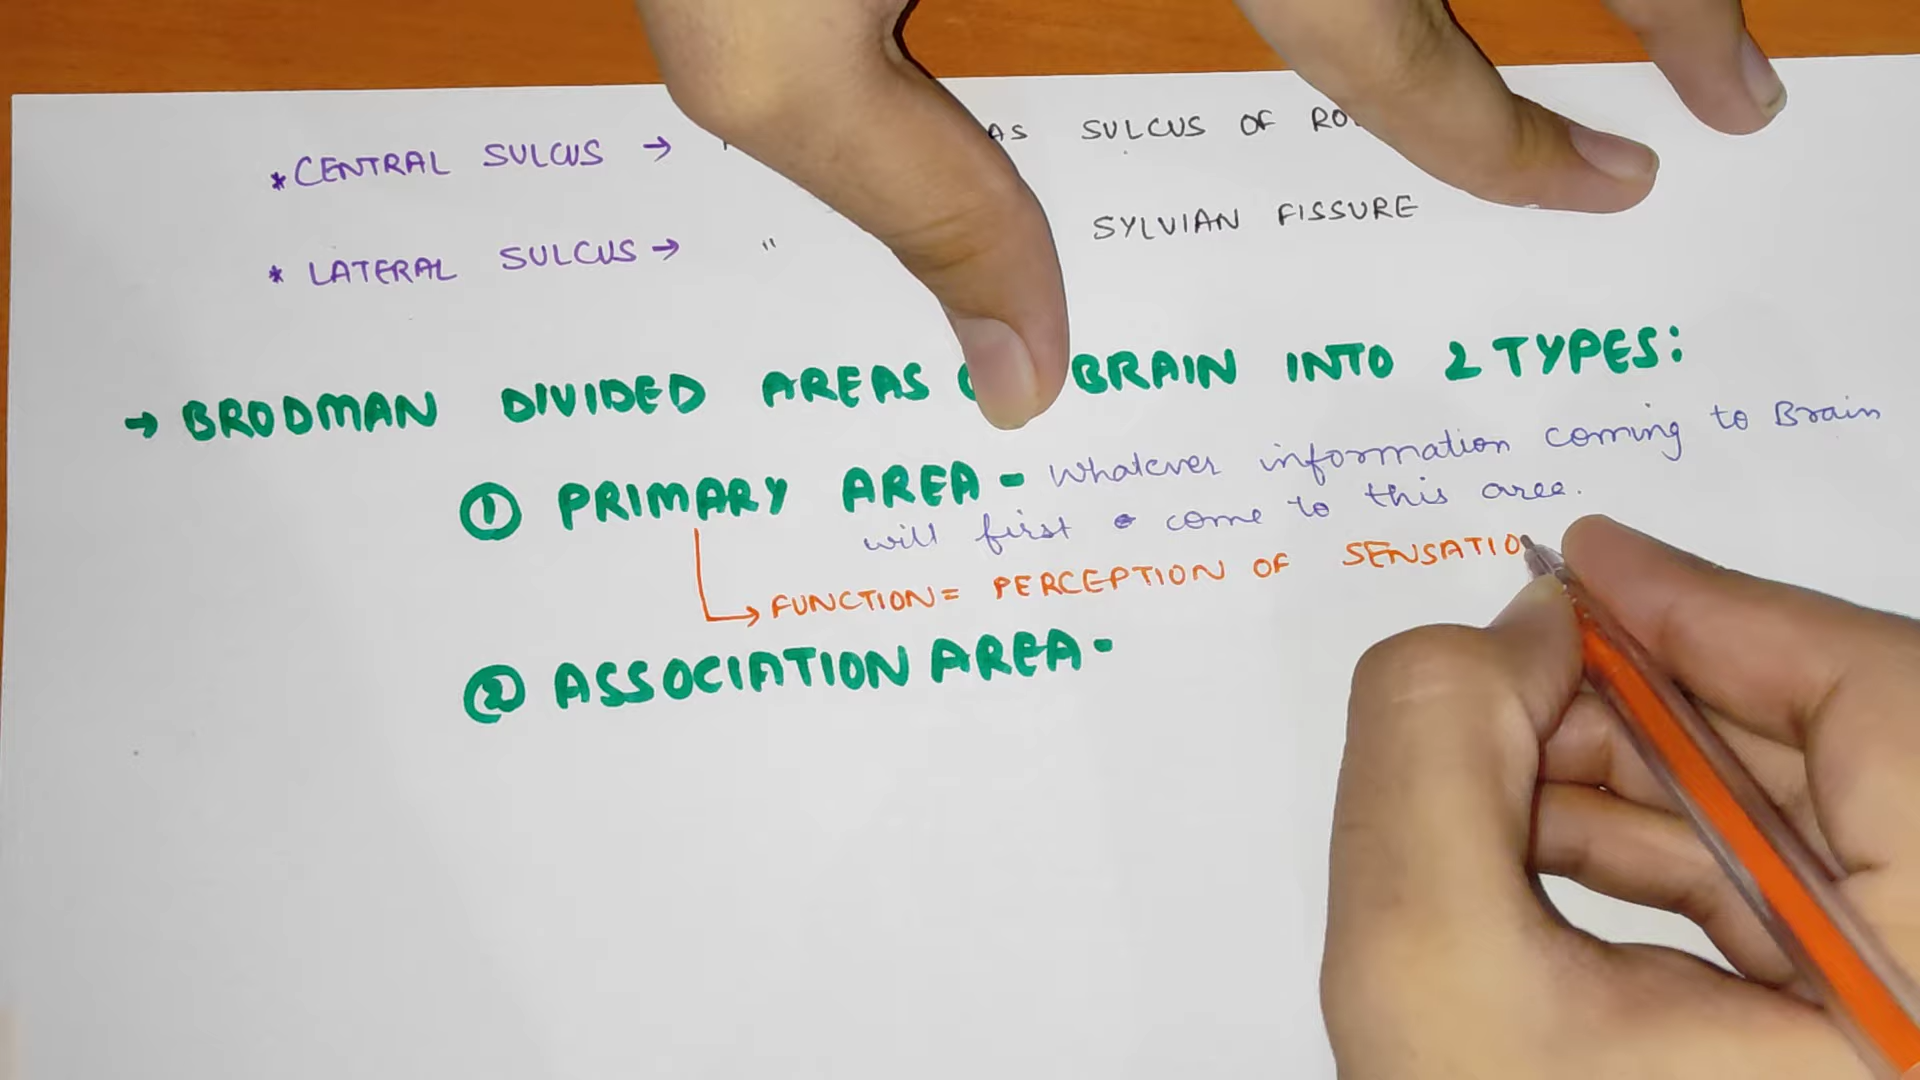 *CENTRAL SULCUS → AS SULCUS OF
* LATERAL SULCUS → " SYLVIAN FISSURE
→ BRODMAN DIVIDED AREAS BRAIN INTO 2 TYPES:
① PRIMARY AREA - Whatever information coming to Brain
will first come to this area.
→ FUNCTION = PERCEPTION OF SENSATIO
② ASSOCIATION AREA -